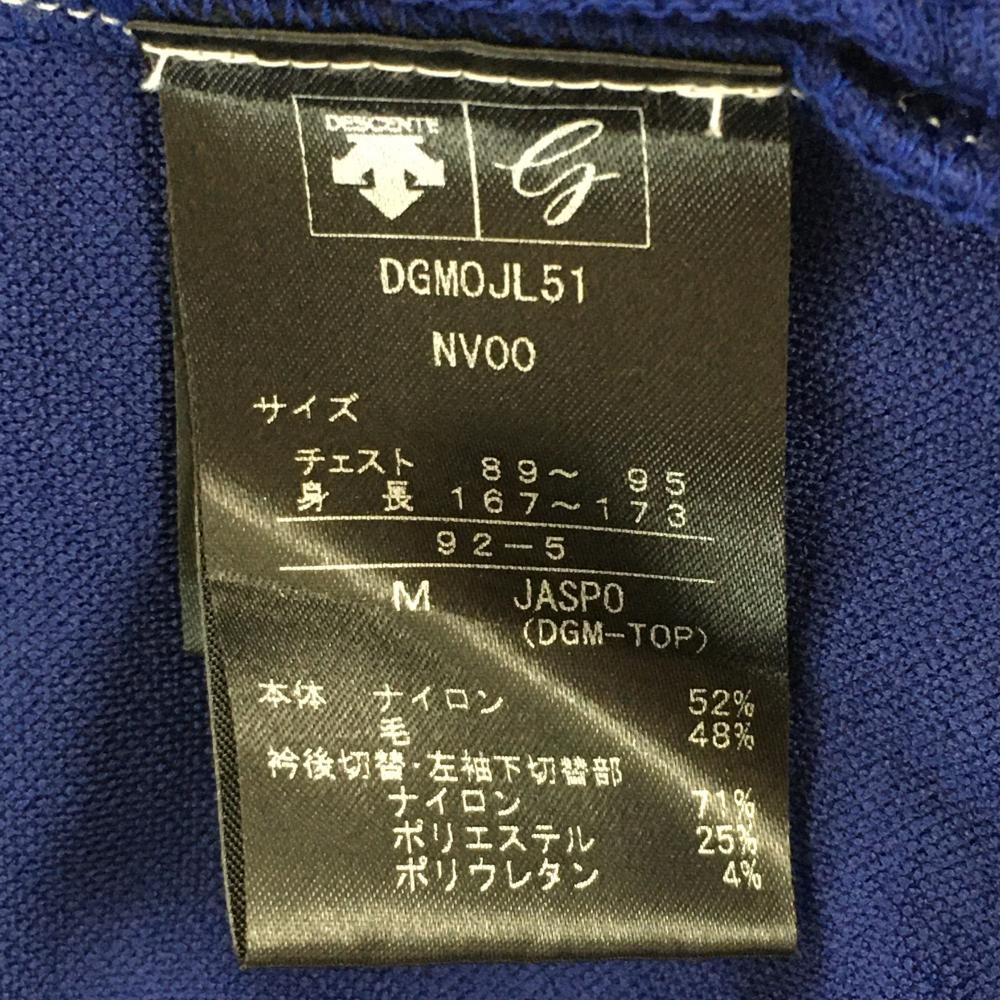 DESCENTE
G
DGMOJL51
NV00
サイズ
チェスト 89～ 95
身 長 167～173
92-5
M JASPO
(DGM-TOP)
本体 ナイロン 52%
毛 48%
衿後切替・左袖下切替部
ナイロン 71%
ポリエステル 25%
ポリウレタン 4%